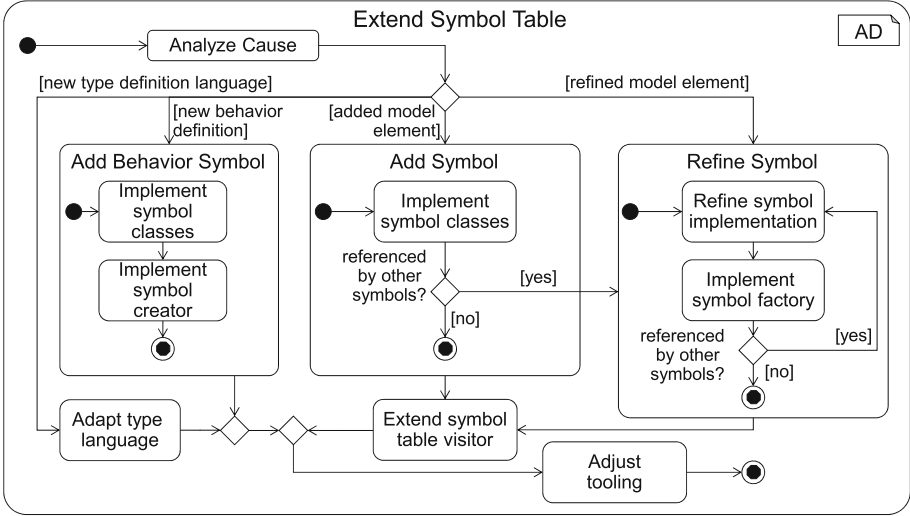 Extend Symbol Table
AD
Analyze Cause
[new type definition language]
[refined model element]
[new behavior
definition]
[added model
element]
Add Behavior Symbol
Implement
symbol
classes
Implement
symbol
creator
Add Symbol
Implement
symbol classes
referenced
by other
symbols?
[yes]
[no]
Refine Symbol
Refine symbol
implementation
Implement
symbol factory
referenced
by other
symbols?
[yes]
[no]
Adapt type
language
Extend symbol
table visitor
Adjust
tooling